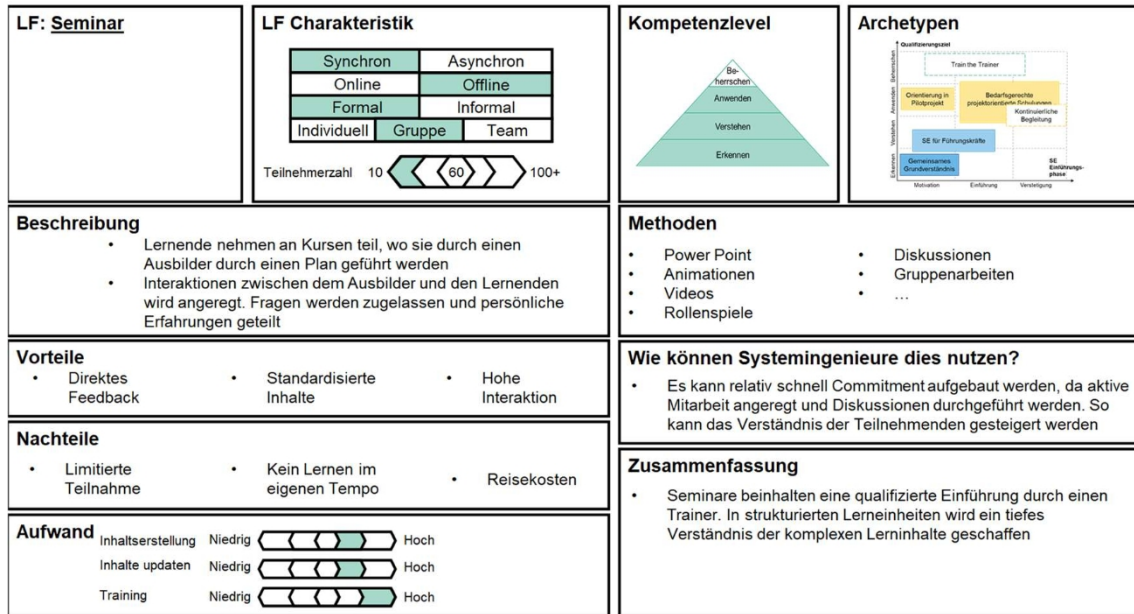 LF: Seminar
LF Charakteristik
Synchron
Asynchron
Online
Offline
Formal
Informal
Individuell
Gruppe
Team
Teilnehmerzahl 10 60 100+
Kompetenzlevel
Be-
herrschen
Anwenden
Verstehen
Erkennen
Archetypen
Qualifizierungsziel
Beherrschen
Anwenden
Verstehen
Erkennen
Train the Trainer
Orientierung in
Pilotprojekt
Bedarfsgerechte
projektorientierte Schulungen
Kontinuierliche
Begleitung
SE für Führungskräfte
Gemeinsames
Grundverständnis
SE
Einführungs-
phase
Motivation
Einführung
Verstetigung
Beschreibung
• Lernende nehmen an Kursen teil, wo sie durch einen
Ausbilder durch einen Plan geführt werden
• Interaktionen zwischen dem Ausbilder und den Lernenden
wird angeregt. Fragen werden zugelassen und persönliche
Erfahrungen geteilt
Methoden
• Power Point
• Animationen
• Videos
• Rollenspiele
• Diskussionen
• Gruppenarbeiten
• …
Vorteile
• Direktes
Feedback
• Standardisierte
Inhalte
• Hohe
Interaktion
Wie können Systemingenieure dies nutzen?
• Es kann relativ schnell Commitment aufgebaut werden, da aktive
Mitarbeit angeregt und Diskussionen durchgeführt werden. So
kann das Verständnis der Teilnehmenden gesteigert werden
Nachteile
• Limitierte
Teilnahme
• Kein Lernen im
eigenen Tempo
• Reisekosten
Zusammenfassung
• Seminare beinhalten eine qualifizierte Einführung durch einen
Trainer. In strukturierten Lerneinheiten wird ein tiefes
Verständnis der komplexen Lerninhalte geschaffen
Aufwand
Inhaltserstellung Niedrig Hoch
Inhalte updaten Niedrig Hoch
Training Niedrig Hoch